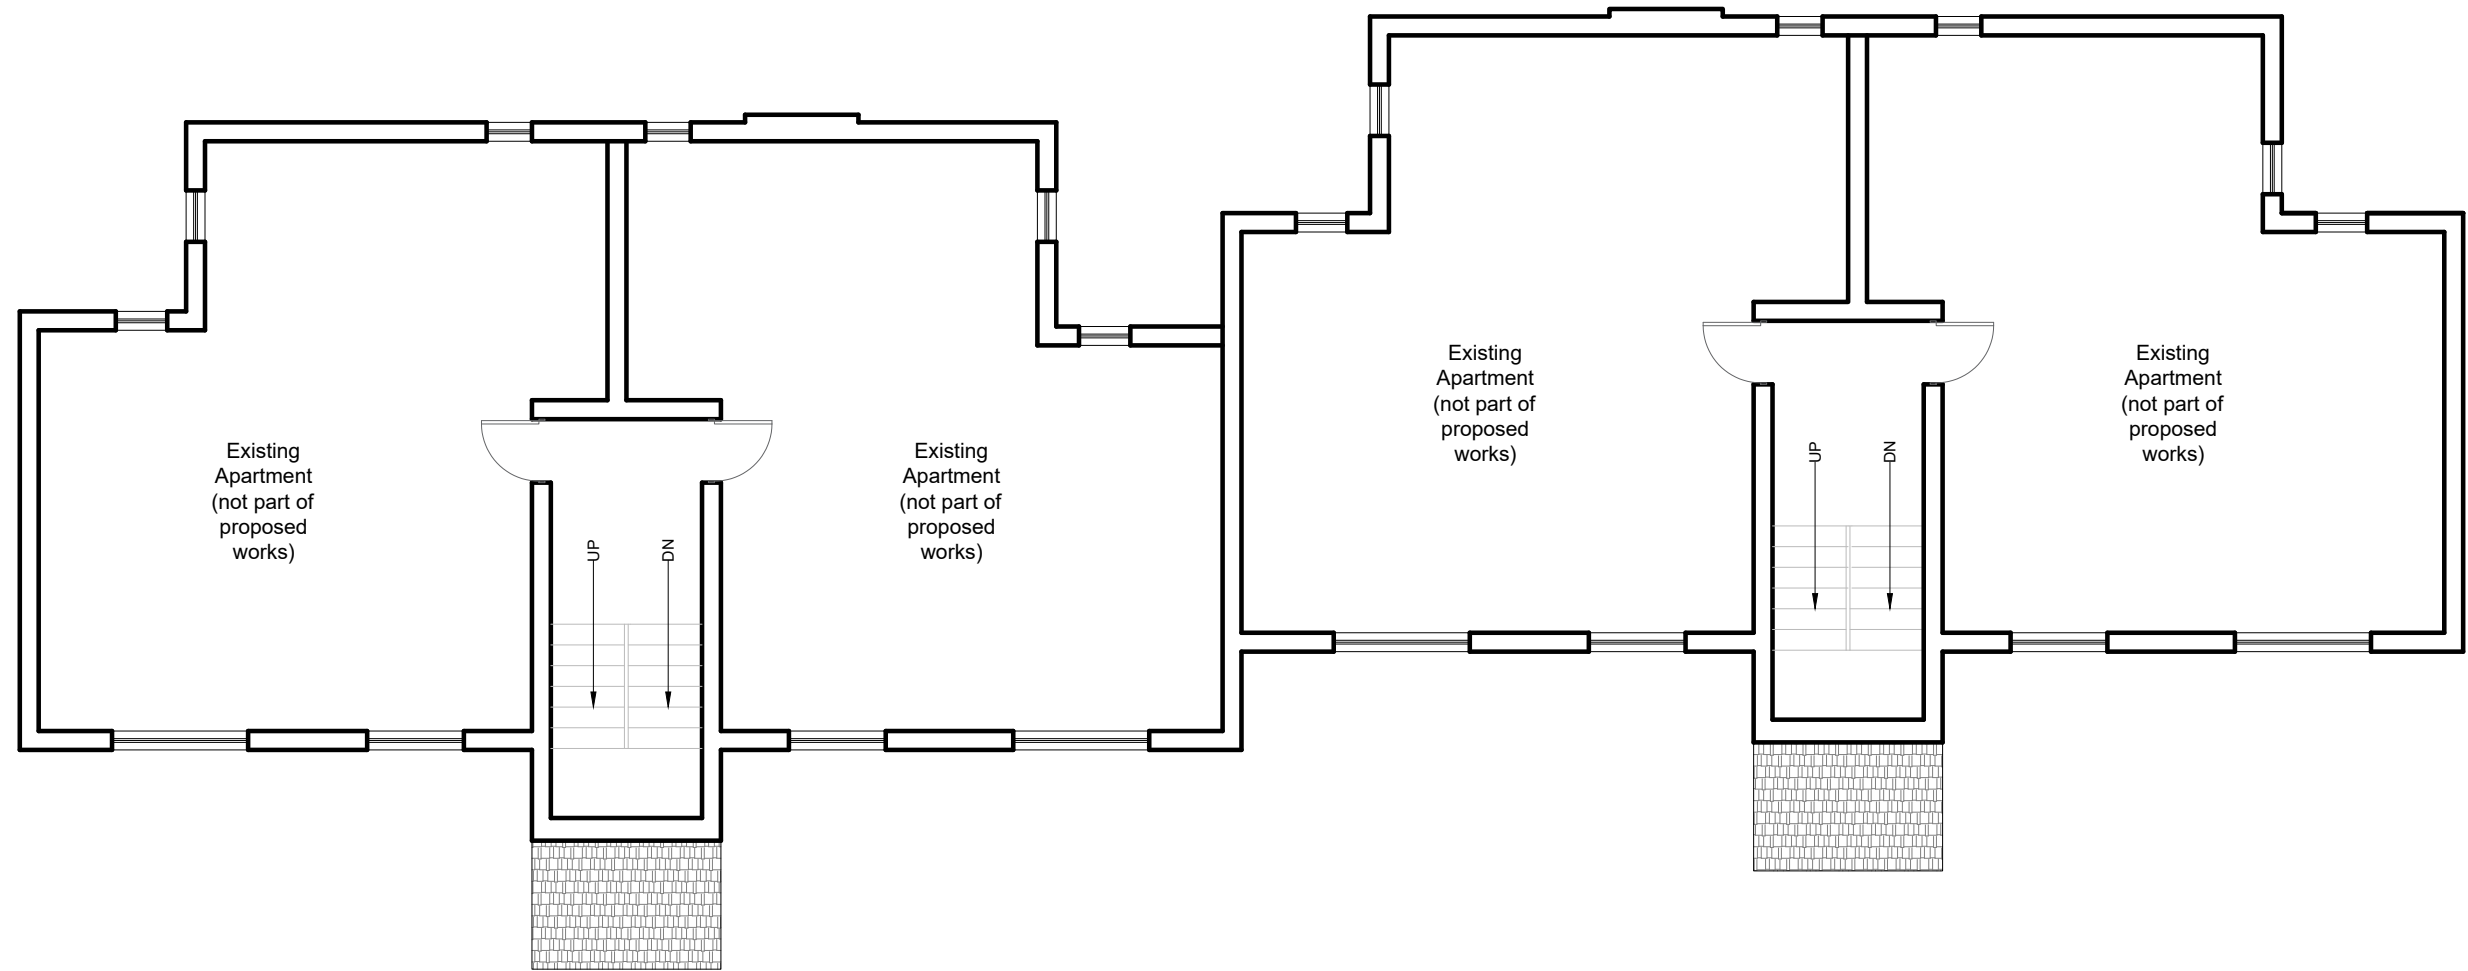 Existing
Apartment
(not part of
proposed
works)
UP
DN
Existing
Apartment
(not part of
proposed
works)
Existing
Apartment
(not part of
proposed
works)
UP
DN
Existing
Apartment
(not part of
proposed
works)